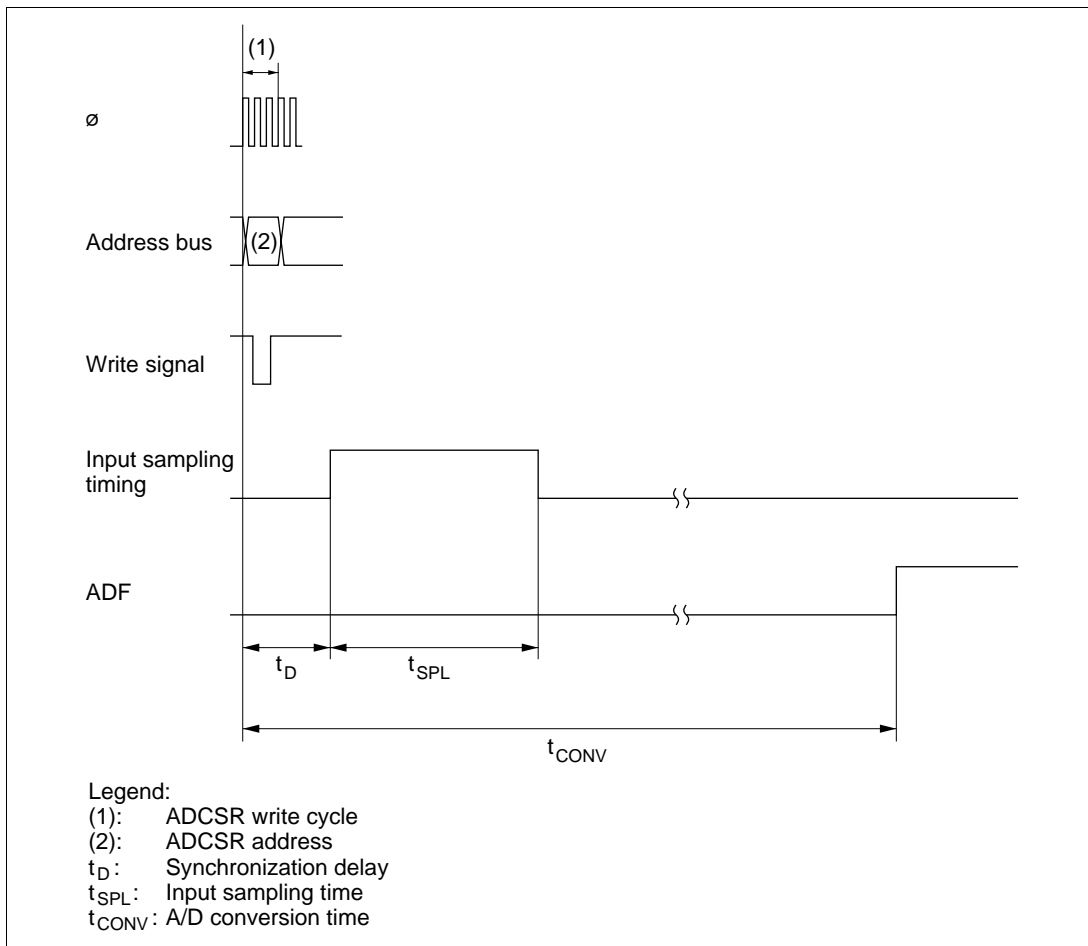 (1)
ø
Address bus
(2)
Write signal
Input sampling
timing
ADF
tD
tSPL
tCONV
Legend:
(1): ADCSR write cycle
(2): ADCSR address
tD : Synchronization delay
tSPL : Input sampling time
tCONV : A/D conversion time